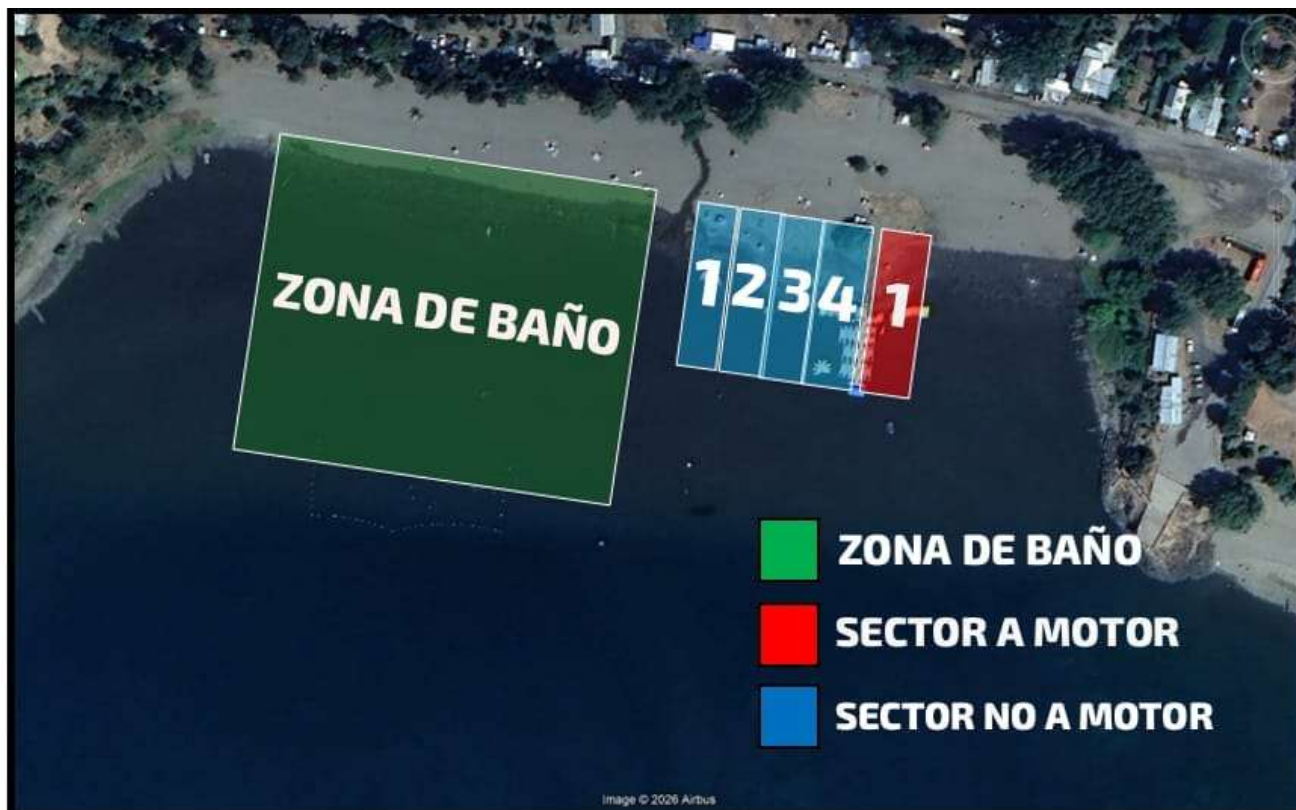 ZONA DE BAÑO
1 2 3 4 1
ZONA DE BAÑO
SECTOR A MOTOR
SECTOR NO A MOTOR
Image © 2026 Airbus